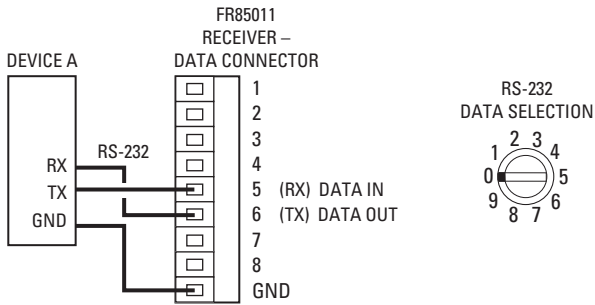 FR85011
RECEIVER –
DATA CONNECTOR
DEVICE A
RS-232
RX
TX
GND
1
2
3
4
5 (RX) DATA IN
6 (TX) DATA OUT
7
8
GND
RS-232
DATA SELECTION
0
1
2
3
4
5
6
7
8
9